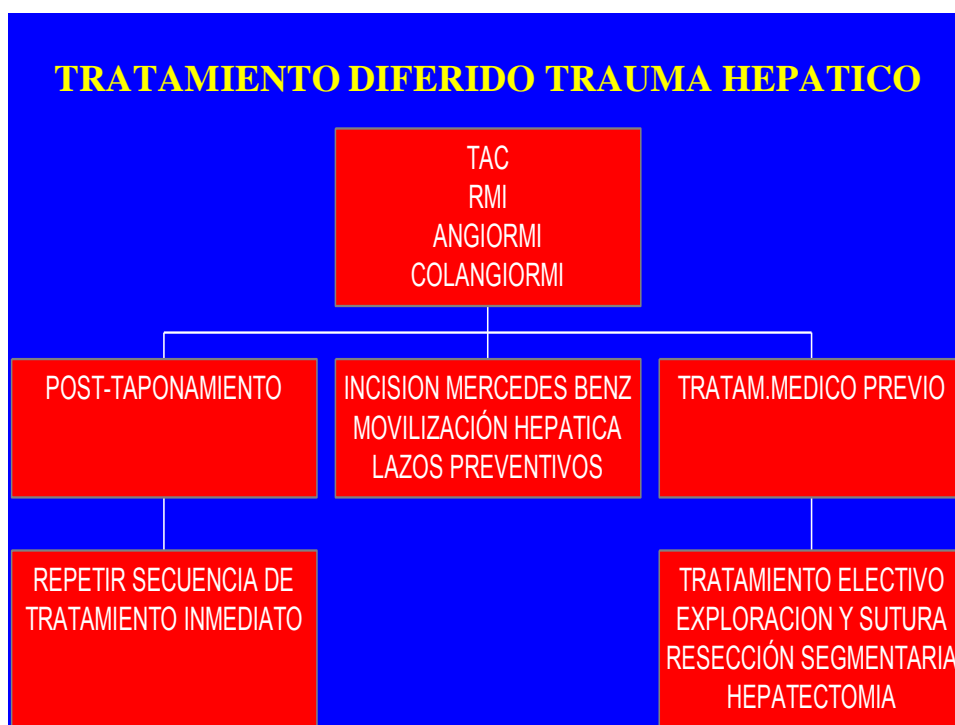 TRATAMIENTO DIFERIDO TRAUMA HEPATICO
TAC
RMI
ANGIORMI
COLANGIORMI
POST-TAPONAMIENTO
INCISION MERCEDES BENZ
MOVILIZACIÓN HEPATICA
LAZOS PREVENTIVOS
TRATAM.MEDICO PREVIO
REPETIR SECUENCIA DE
TRATAMIENTO INMEDIATO
TRATAMIENTO ELECTIVO
EXPLORACION Y SUTURA
RESECCIÓN SEGMENTARIA
HEPATECTOMIA